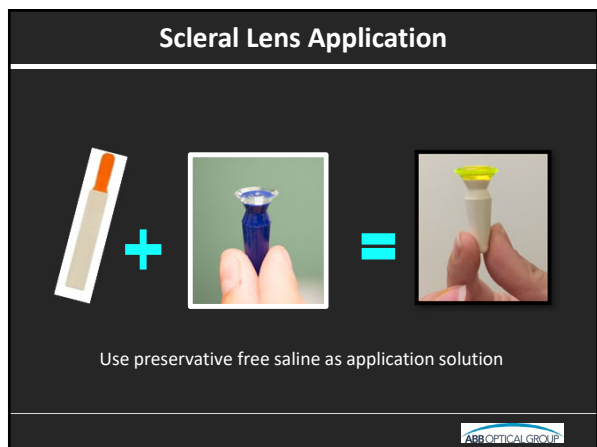 Scleral Lens Application
Use preservative free saline as application solution
ABB OPTICAL GROUP